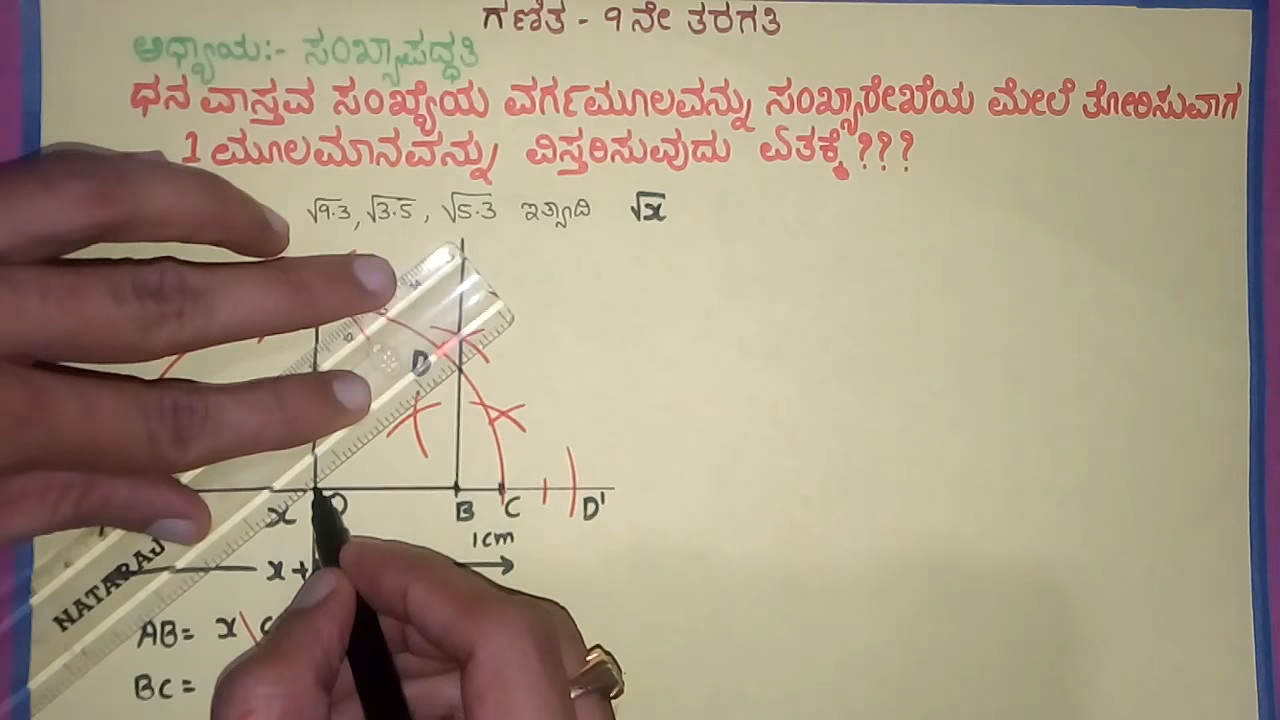 ಗಣಿತ - ೧ನೇ ತರಗತಿ
ಅಧ್ಯಾಯ:- ಸಂಖ್ಯಾಪದ್ಧತಿ
ಧನ ವಾಸ್ತವ ಸಂಖ್ಯೆಯ ವರ್ಗಮೂಲವನ್ನು ಸಂಖ್ಯಾರೇಖೆಯ ಮೇಲೆ ತೋರಿಸುವಾಗ
1 ಮೂಲಮಾನವನ್ನು ವಿಸ್ತರಿಸುವುದು ಏತಕ್ಕೆ???
√9.3, √3.5, √5.3 ಇತ್ಯಾದಿ √x
D
x O B C D'
1cm
x +
NATARAJ
AB= x
BC=